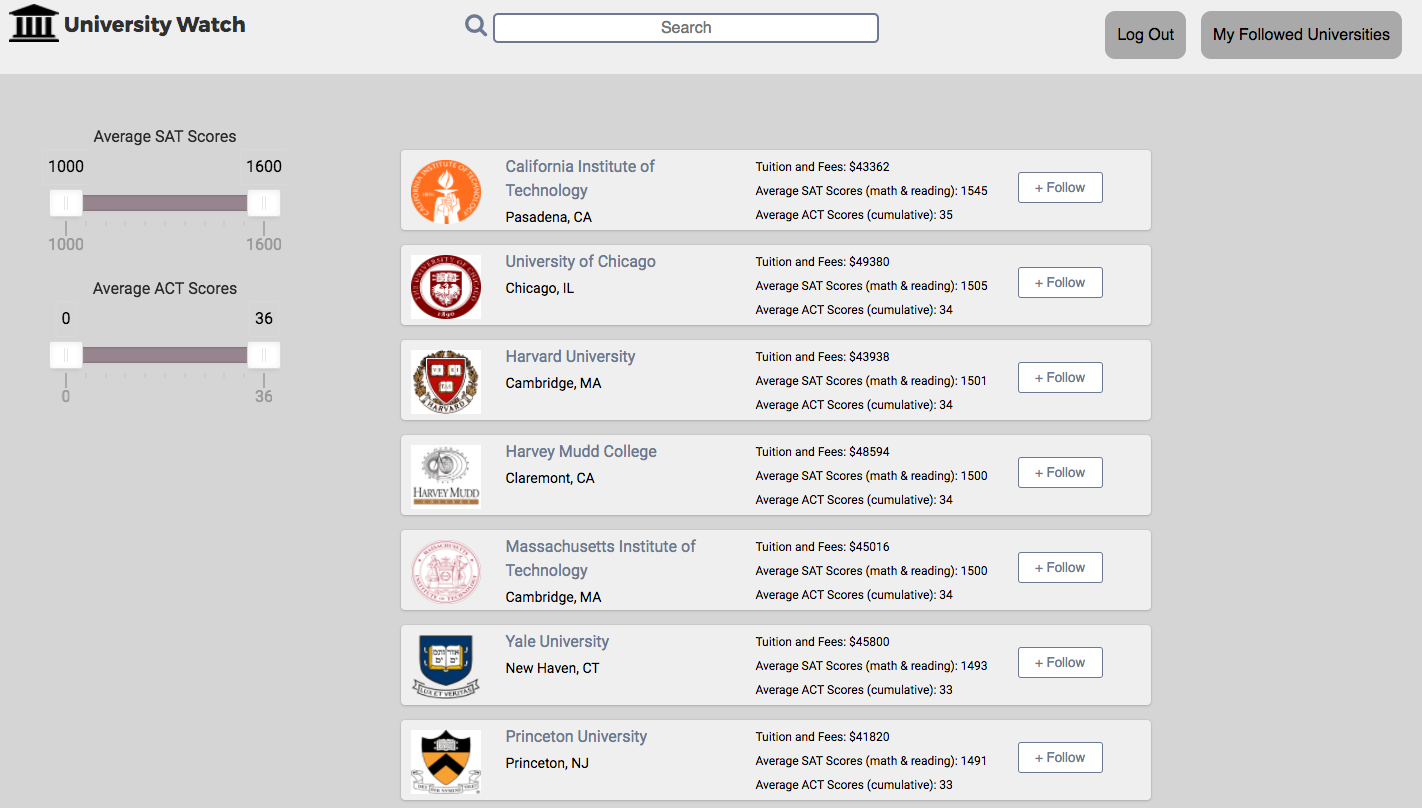 University Watch
Search
Log Out
My Followed Universities
Average SAT Scores
1000 1600
1000 1600
Average ACT Scores
0 36
0 36
California Institute of
Technology
Pasadena, CA
Tuition and Fees: $43362
Average SAT Scores (math & reading): 1545
Average ACT Scores (cumulative): 35
+ Follow
University of Chicago
Chicago, IL
Tuition and Fees: $49380
Average SAT Scores (math & reading): 1505
Average ACT Scores (cumulative): 34
+ Follow
HARVARD
Harvard University
Cambridge, MA
Tuition and Fees: $43938
Average SAT Scores (math & reading): 1501
Average ACT Scores (cumulative): 34
+ Follow
HARVEY MUDD
COLLEGE
Harvey Mudd College
Claremont, CA
Tuition and Fees: $48594
Average SAT Scores (math & reading): 1500
Average ACT Scores (cumulative): 34
+ Follow
Massachusetts Institute of
Technology
Cambridge, MA
Tuition and Fees: $45016
Average SAT Scores (math & reading): 1500
Average ACT Scores (cumulative): 34
+ Follow
LUX ET VERITAS
Yale University
New Haven, CT
Tuition and Fees: $45800
Average SAT Scores (math & reading): 1493
Average ACT Scores (cumulative): 33
+ Follow
Princeton University
Princeton, NJ
Tuition and Fees: $41820
Average SAT Scores (math & reading): 1491
Average ACT Scores (cumulative): 33
+ Follow